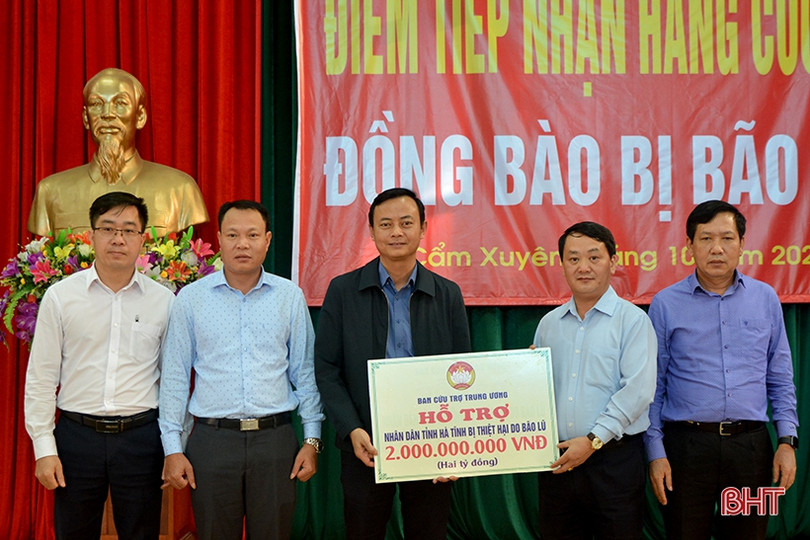 ĐIỂM TIẾP NHẬN HÀNG CỨU
ĐỒNG BÀO BỊ BÃO
Cẩm Xuyên
10
BAN CỨU TRỢ TRUNG ƯƠNG
HỖ TRỢ
NHÂN DÂN TỈNH HÀ TĨNH BỊ THIỆT HẠI DO BÃO LŨ
2.000.000.000 VNĐ
(Hai tỷ đồng)
BHT